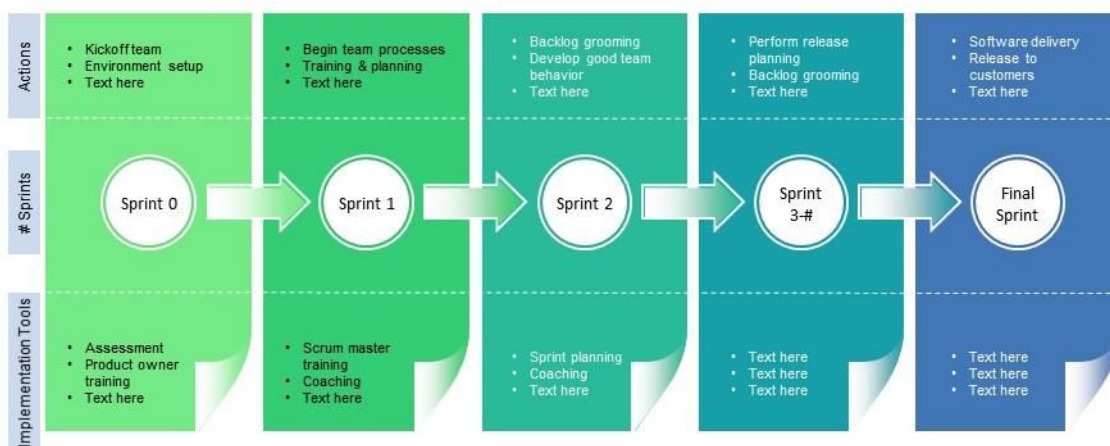 Actions
• Kickoff team
• Environment setup
• Text here
• Begin team processes
• Training & planning
• Text here
• Backlog grooming
• Develop good team
behavior
• Text here
• Perform release
planning
• Backlog grooming
• Text here
• Software delivery
• Release to
customers
• Text here
# Sprints
Sprint 0
Sprint 1
Sprint 2
Sprint
3-#
Final
Sprint
Implementation Tools
• Assessment
• Product owner
training
• Text here
• Scrum master
training
• Coaching
• Text here
• Sprint planning
• Coaching
• Text here
• Text here
• Text here
• Text here
• Text here
• Text here
• Text here